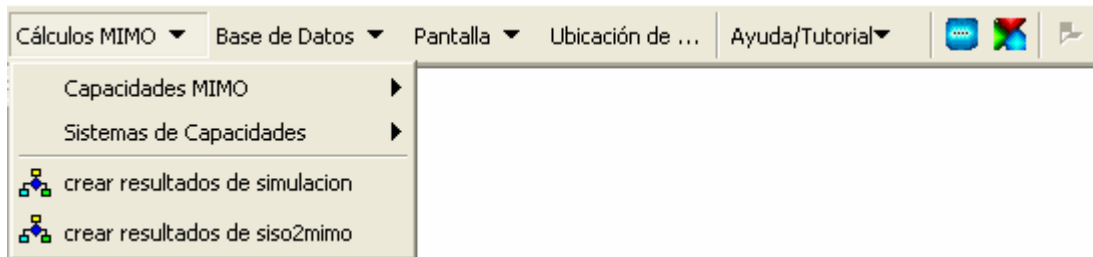 Cálculos MIMO Base de Datos Pantalla Ubicación de ... Ayuda/Tutorial
Capacidades MIMO
Sistemas de Capacidades
crear resultados de simulacion
crear resultados de siso2mimo